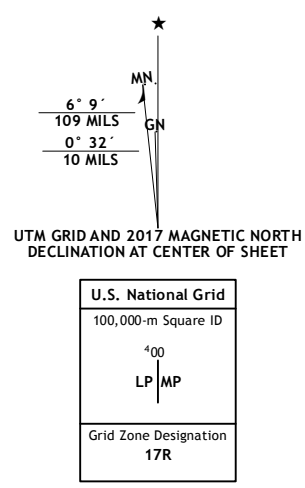 ★
MN.
6° 9´
109 MILS
GN
0° 32´
10 MILS
UTM GRID AND 2017 MAGNETIC NORTH
DECLINATION AT CENTER OF SHEET
U.S. National Grid
100,000-m Square ID
⁴00
LP MP
Grid Zone Designation
17R